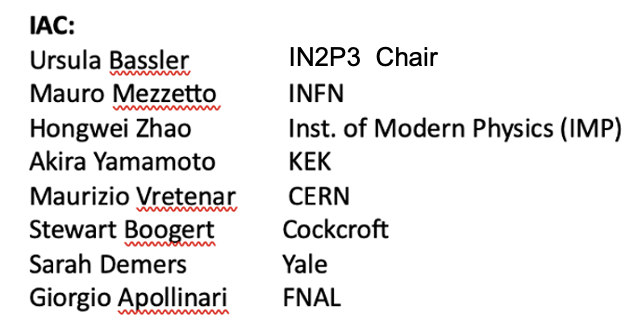 IAC:
Ursula Bassler IN2P3 Chair
Mauro Mezzetto INFN
Hongwei Zhao Inst. of Modern Physics (IMP)
Akira Yamamoto KEK
Maurizio Vretenar CERN
Stewart Boogert Cockcroft
Sarah Demers Yale
Giorgio Apollinari FNAL